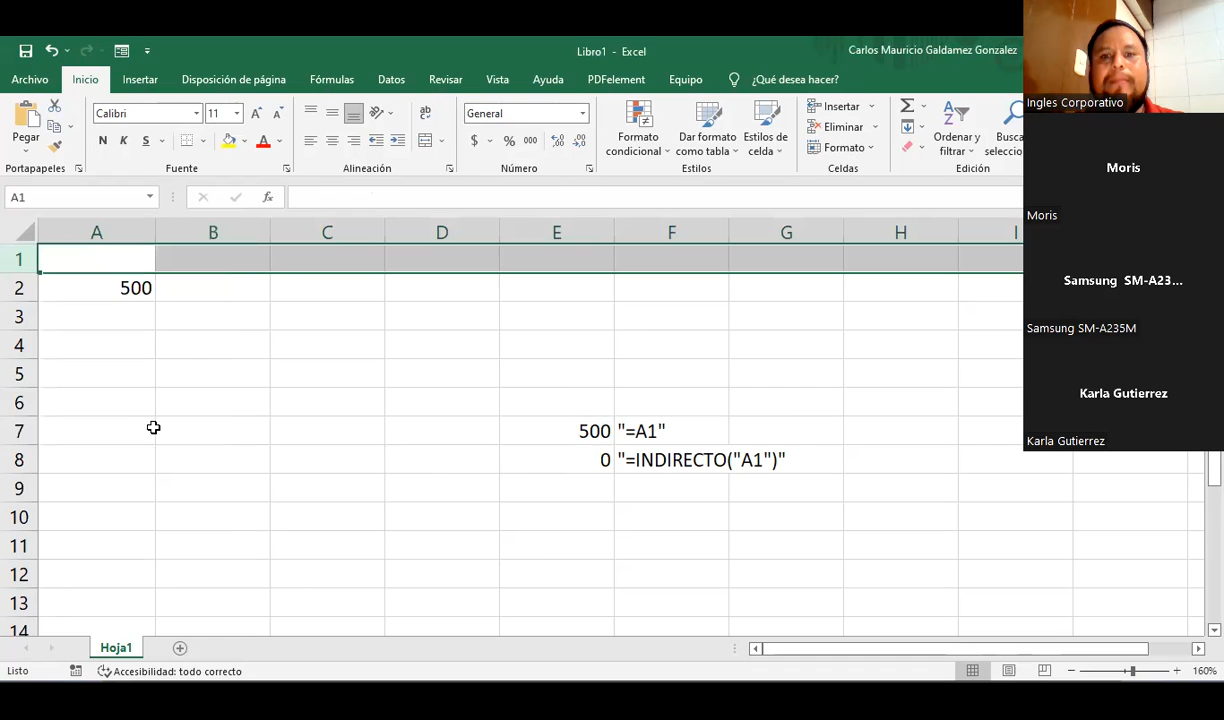 Libro1 - Excel
Carlos Mauricio Galdamez Gonzalez
Archivo Inicio Insertar Disposición de página Fórmulas Datos Revisar Vista Ayuda PDFelement Equipo ¿Qué desea hacer?
Pegar
Calibri 11
N K S
General
$ % 000
Formato condicional
Dar formato como tabla
Estilos de celda
Insertar
Eliminar
Formato
Ordenar y filtrar
Portapapeles Fuente Alineación Número Estilos Celdas Edición
A1 fx
A B C D E F G H I
1
2 500
3
4
5
6
7 500 "=A1"
8 0 "=INDIRECTO("A1")"
9
10
11
12
13
14
Hoja1
Listo Accesibilidad: todo correcto 160%
Ingles Corporativo
Moris
Moris
Samsung SM-A23...
Samsung SM-A235M
Karla Gutierrez
Karla Gutierrez